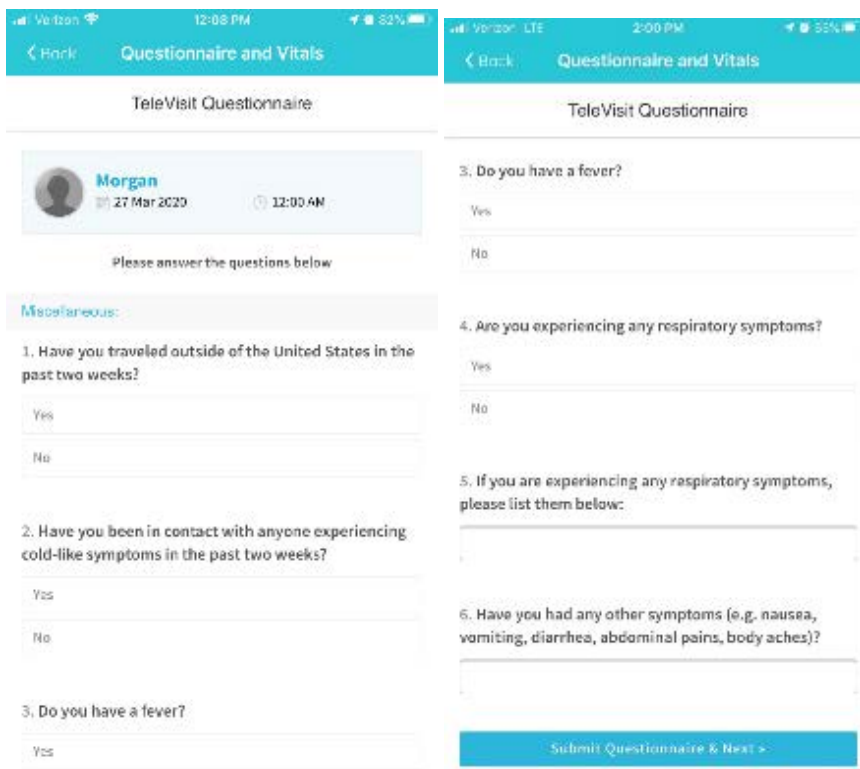 Verizon 12:08 PM 82%
Back Questionnaire and Vitals
TeleVisit Questionnaire
Morgan
27 Mar 2020 12:00 AM
Please answer the questions below
Miscellaneous:
1. Have you traveled outside of the United States in the
past two weeks?
Yes
No
2. Have you been in contact with anyone experiencing
cold-like symptoms in the past two weeks?
Yes
No
3. Do you have a fever?
Yes
Verizon LTE 2:00 PM
Back Questionnaire and Vitals
TeleVisit Questionnaire
3. Do you have a fever?
Yes
No
4. Are you experiencing any respiratory symptoms?
Yes
No
5. If you are experiencing any respiratory symptoms,
please list them below:
6. Have you had any other symptoms (e.g. nausea,
vomiting, diarrhea, abdominal pains, body aches)?
Submit Questionnaire & Next »